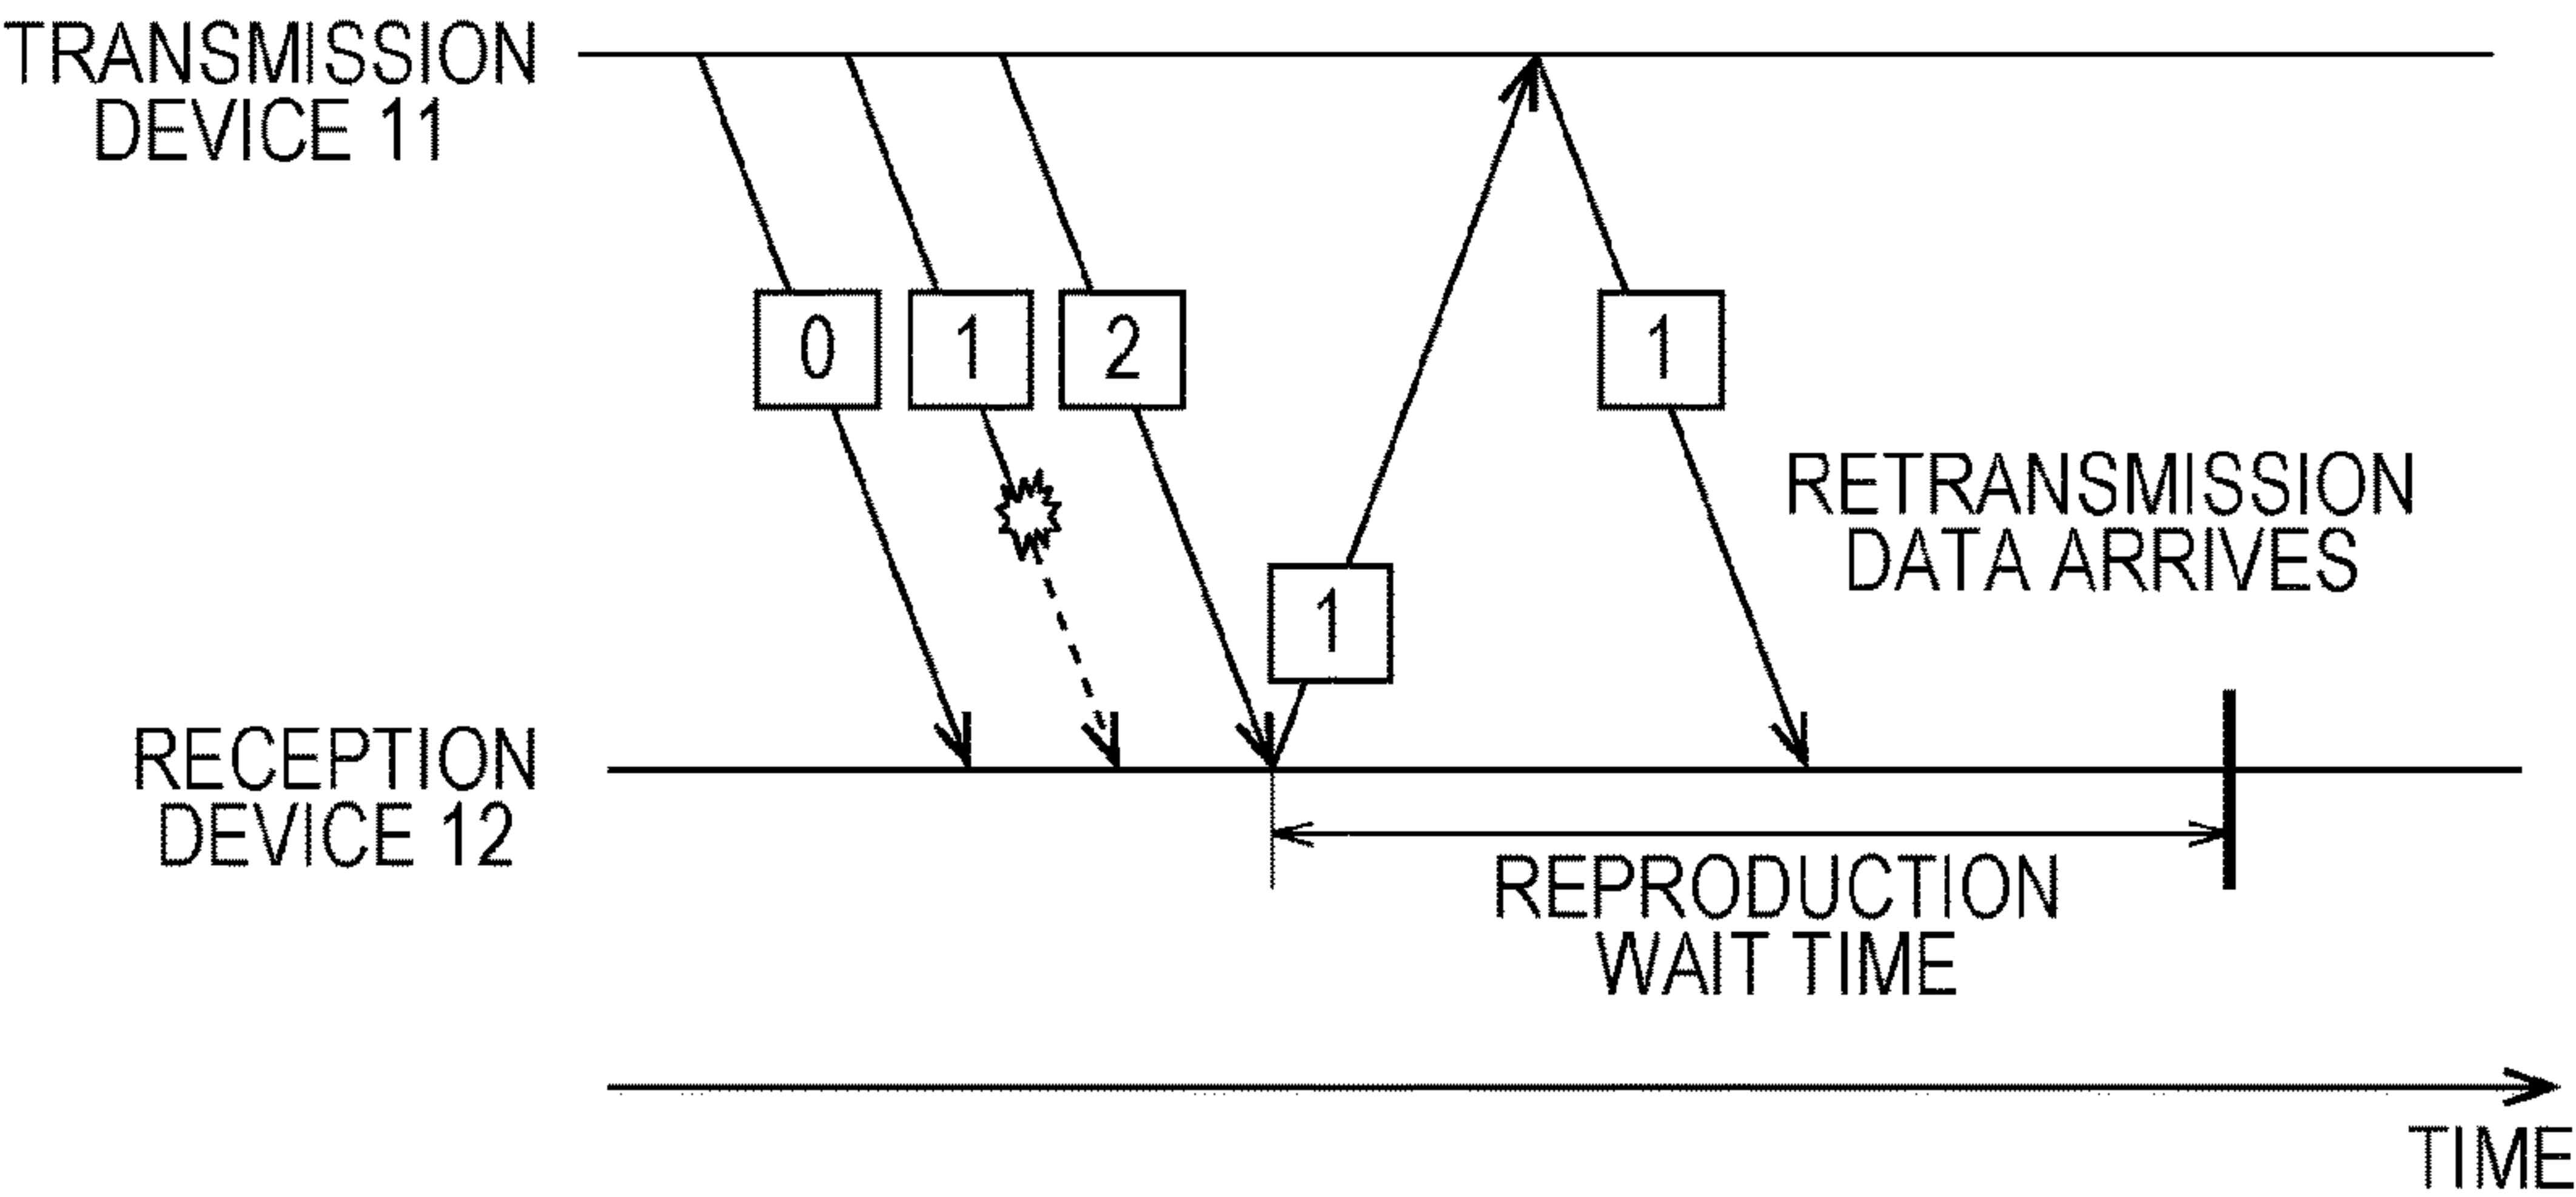 TRANSMISSION
DEVICE 11
0
1
2
1
1
RETRANSMISSION
DATA ARRIVES
RECEPTION
DEVICE 12
REPRODUCTION
WAIT TIME
TIME